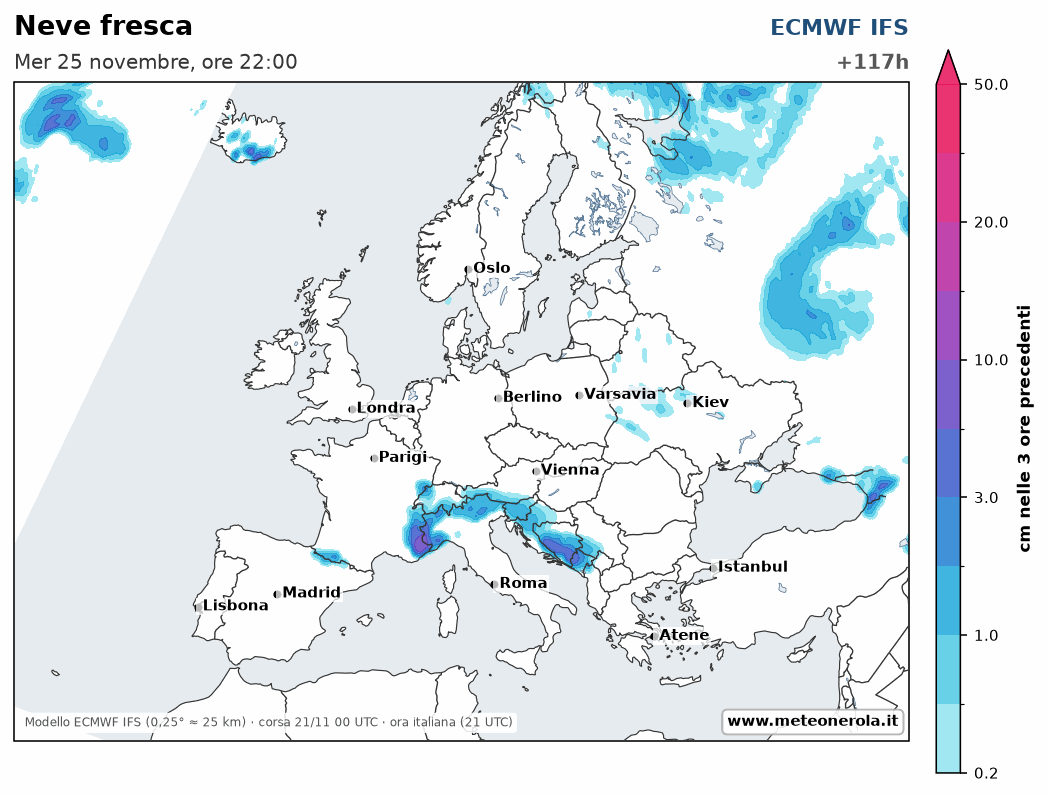 Neve fresca
ECMWF IFS
Mer 25 novembre, ore 22:00
+117h
50.0
20.0
10.0
3.0
1.0
0.2
cm nelle 3 ore precedenti
Oslo
Berlino
Varsavia
Kiev
Londra
Parigi
Vienna
Istanbul
Roma
Madrid
Lisbona
Atene
Modello ECMWF IFS (0,25° ≈ 25 km) · corsa 21/11 00 UTC · ora italiana (21 UTC)
www.meteonerola.it